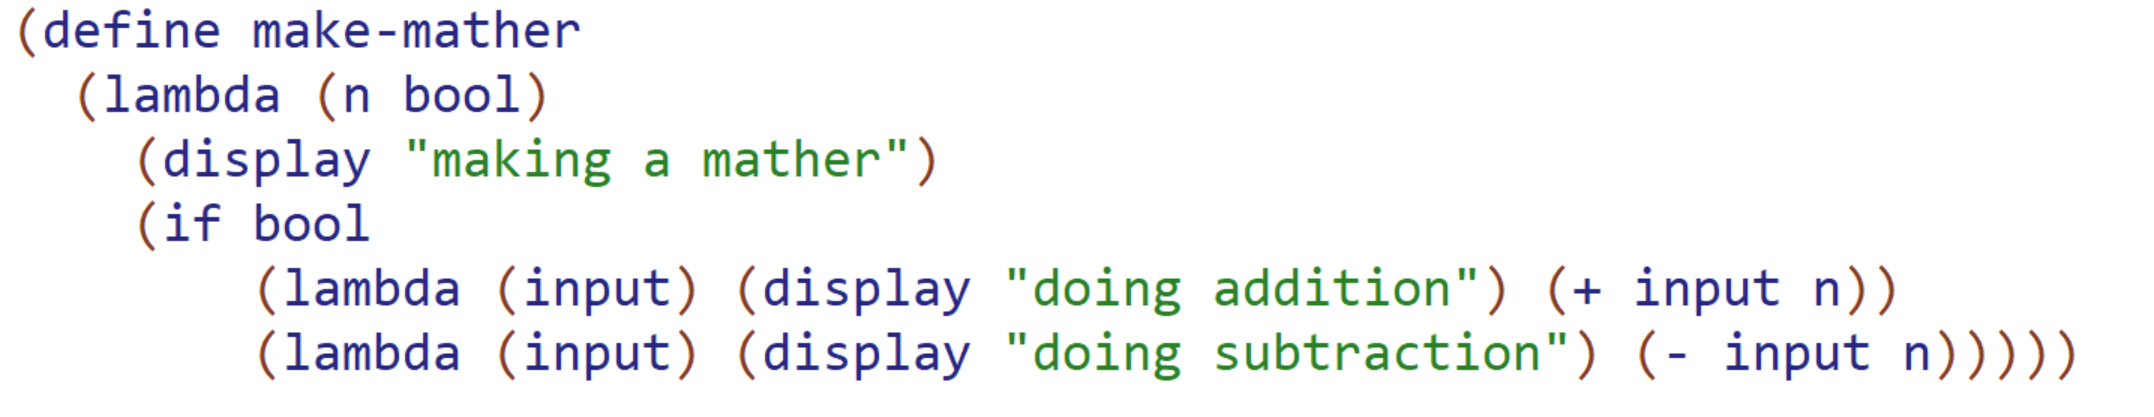 (define make-mather
(lambda (n bool)
(display "making a mather")
(if bool
(lambda (input) (display "doing addition") (+ input n))
(lambda (input) (display "doing subtraction") (- input n)))))